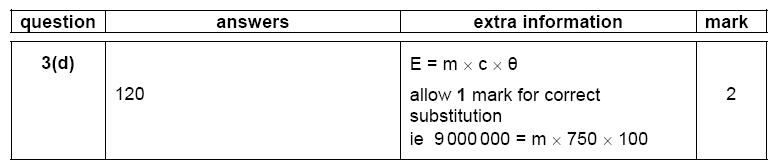 question answers extra information mark
3(d) E = m × c × θ
120 allow 1 mark for correct 2
substitution
ie 9 000 000 = m × 750 × 100